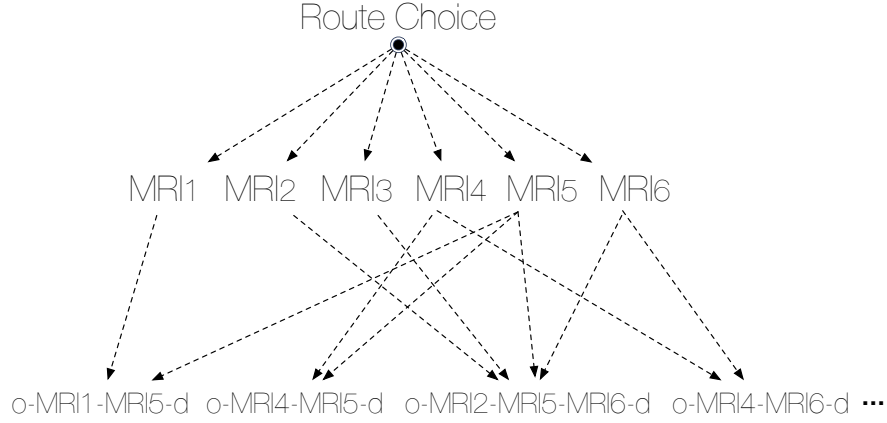 Route Choice
MRI1 MRI2 MRI3 MRI4 MRI5 MRI6
o-MRI1-MRI5-d o-MRI4-MRI5-d o-MRI2-MRI5-MRI6-d o-MRI4-MRI6-d ...